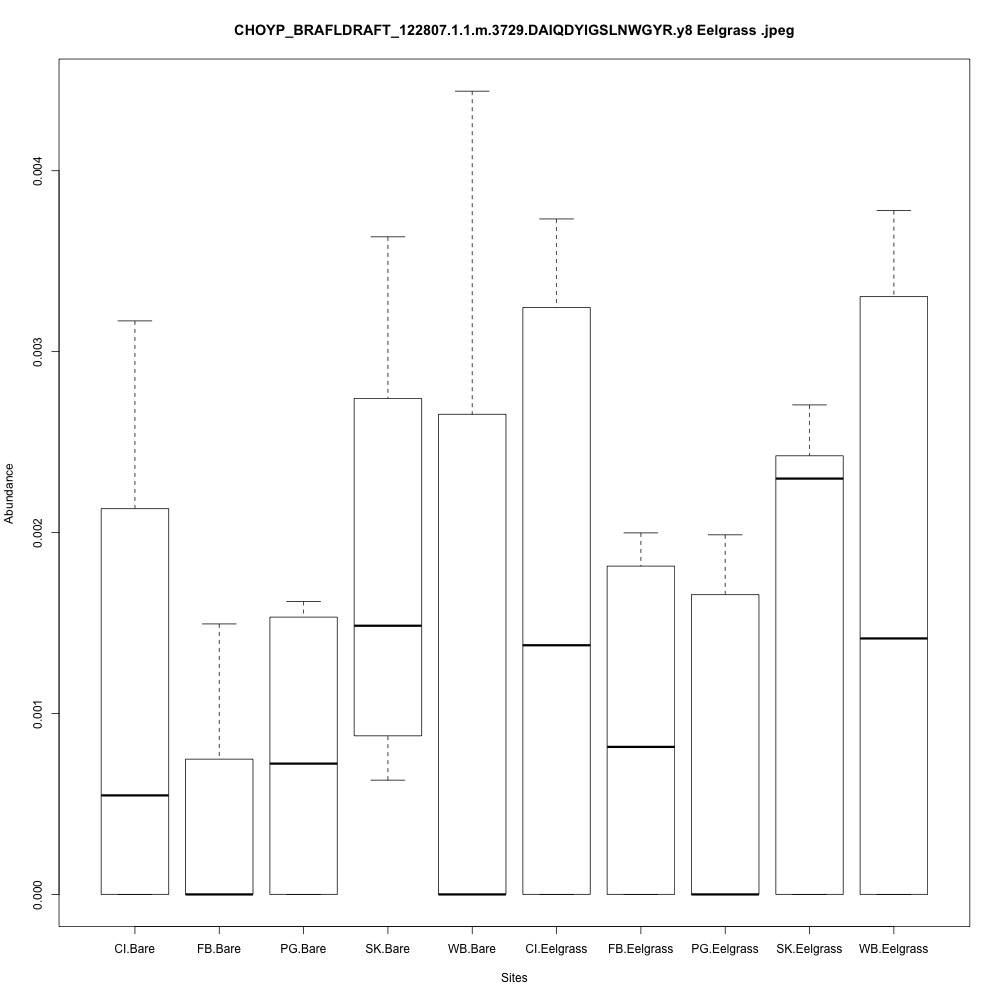 CHOYP_BRAFLDRAFT_122807.1.1.m.3729.DAIQDYIGSLNWGYR.y8 Eelgrass .jpeg
Abundance
0.004
0.003
0.002
0.001
0.000
CI.Bare FB.Bare PG.Bare SK.Bare WB.Bare CI.Eelgrass FB.Eelgrass PG.Eelgrass SK.Eelgrass WB.Eelgrass
Sites